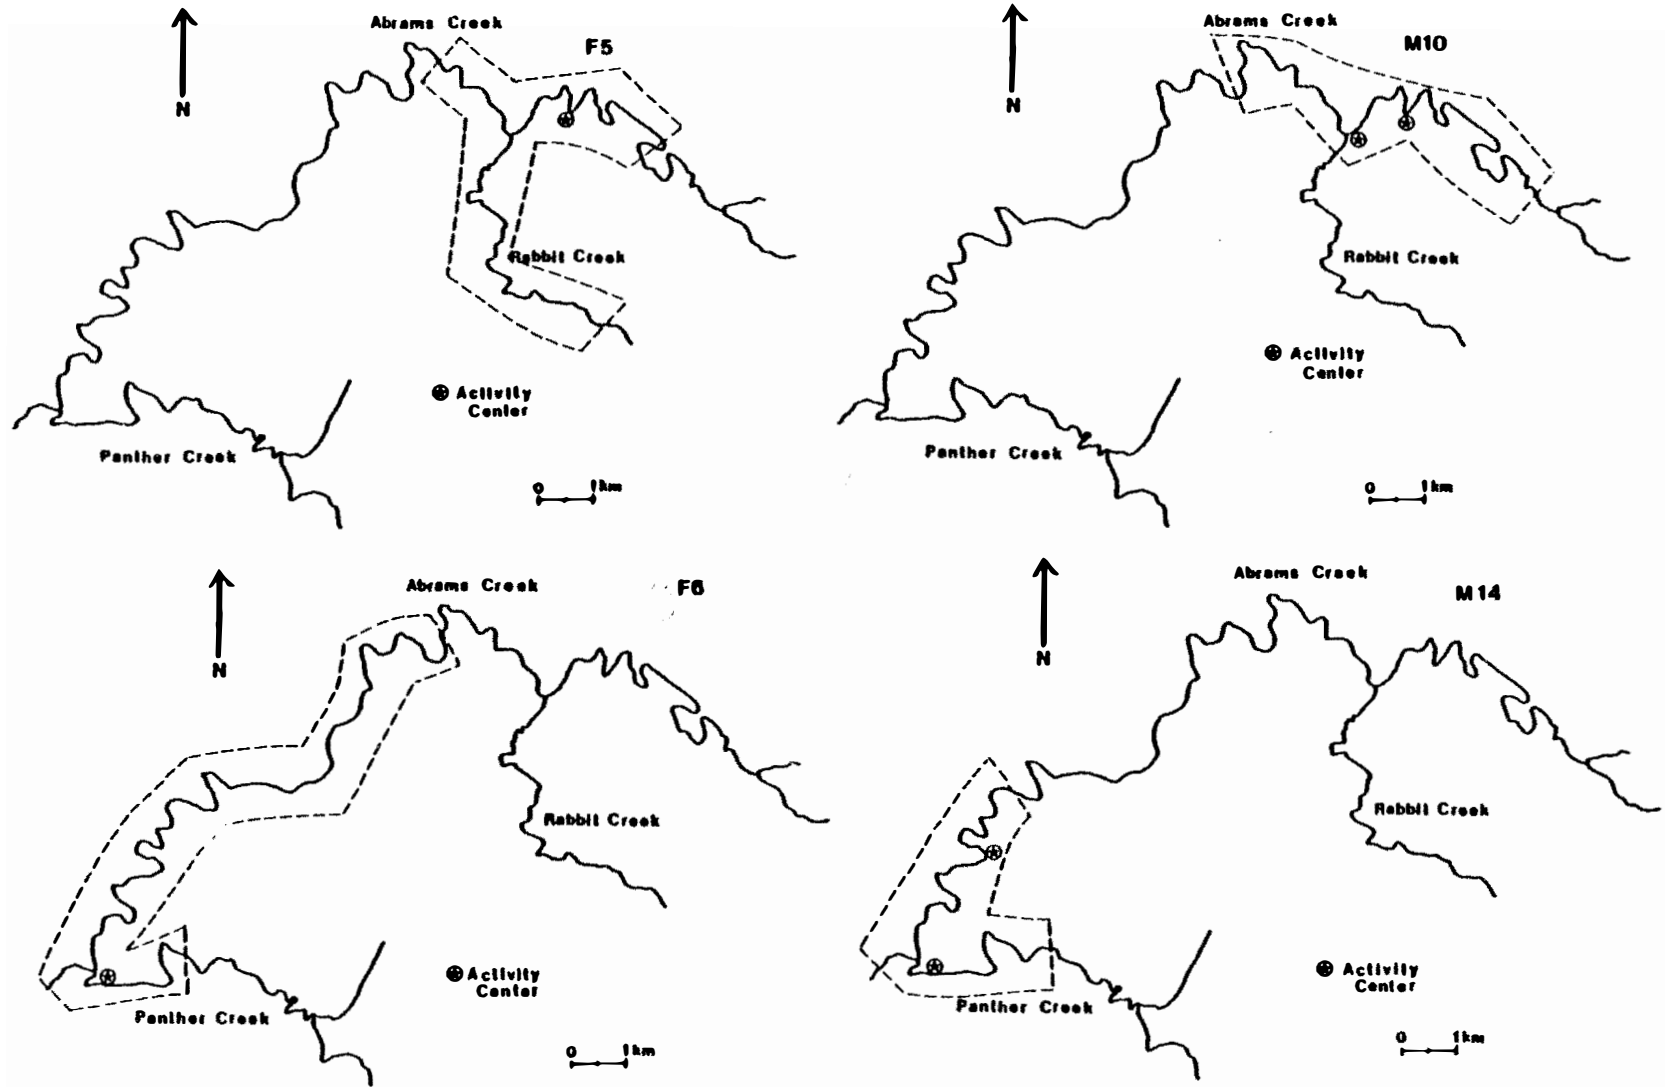 Abrams Creek
F5
N
Rabbit Creek
Activity
Center
Panther Creek
0 1km
Abrams Creek
M10
N
Rabbit Creek
Activity
Center
Panther Creek
0 1km
Abrams Creek
F6
N
Rabbit Creek
Activity
Center
Panther Creek
0 1km
Abrams Creek
M14
N
Rabbit Creek
Activity
Center
Panther Creek
0 1km